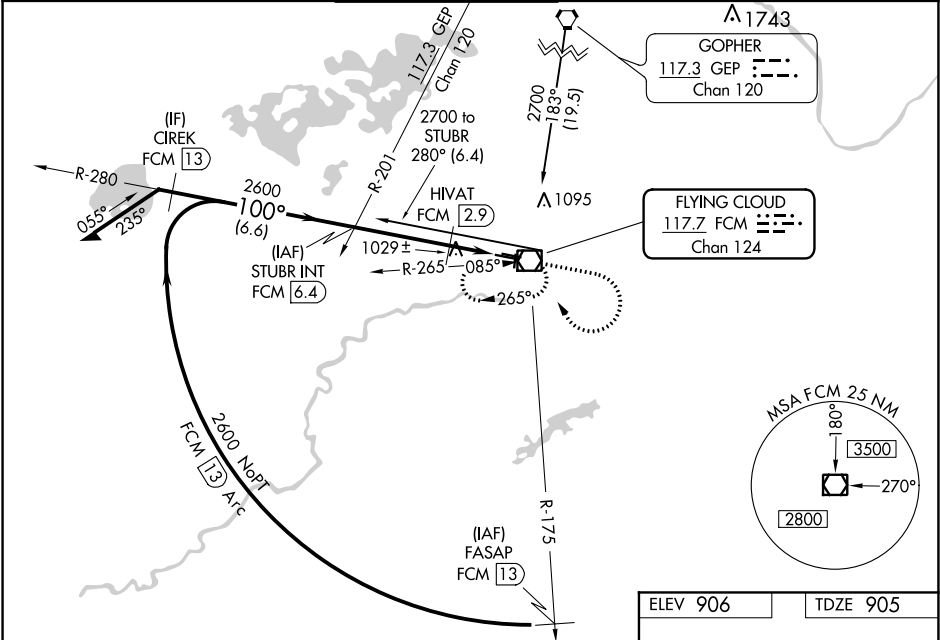 1743
GOPHER
117.3 GEP
Chan 120
117.3 GEP
Chan 120
2700
183°
(19.5)
2700 to
STUBR
280° (6.4)
(IF)
CIREK
FCM 13
R-280
R-201
055°
235°
2600
100°
(6.6)
HIVAT
FCM 2.9
1095
FLYING CLOUD
117.7 FCM
Chan 124
(IAF)
STUBR INT
FCM 6.4
1029 ±
R-265
085°
265°
2600 NoPT
FCM 13 Arc
R-175
(IAF)
FASAP
FCM 13
MSA FCM 25 NM
180°
3500
270°
2800
ELEV 906
TDZE 905